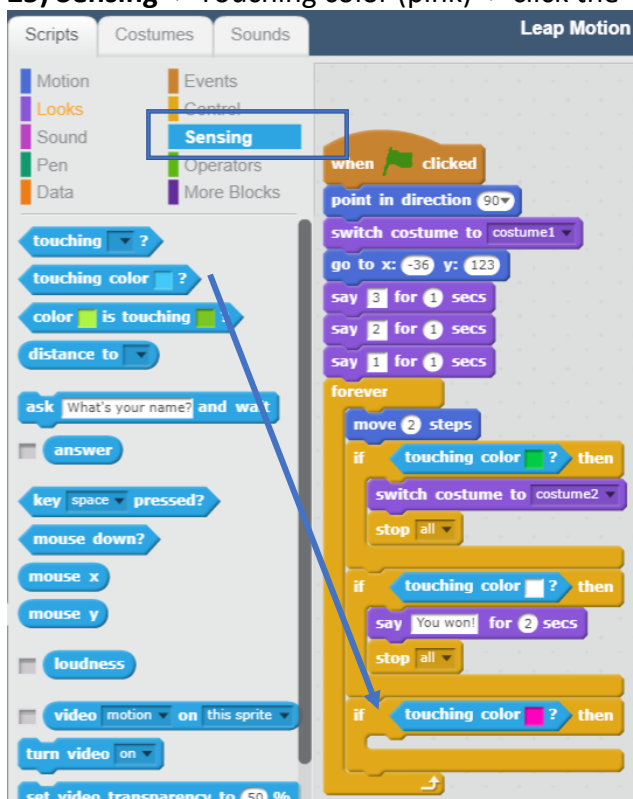 Scripts Costumes Sounds
Leap Motion
Motion Events
Looks Control
Sound Sensing
Pen Operators
Data More Blocks
touching ?
touching color ?
color is touching ?
distance to
ask What's your name? and wait
answer
key space pressed?
mouse down?
mouse x
mouse y
loudness
video motion on this sprite
turn video on
set video transparency to 50 %
when clicked
point in direction 90
switch costume to costume1
go to x: -36 y: 123
say 3 for 1 secs
say 2 for 1 secs
say 1 for 1 secs
forever
move 2 steps
if touching color ? then
switch costume to costume2
stop all
if touching color ? then
say You won! for 2 secs
stop all
if touching color ? then